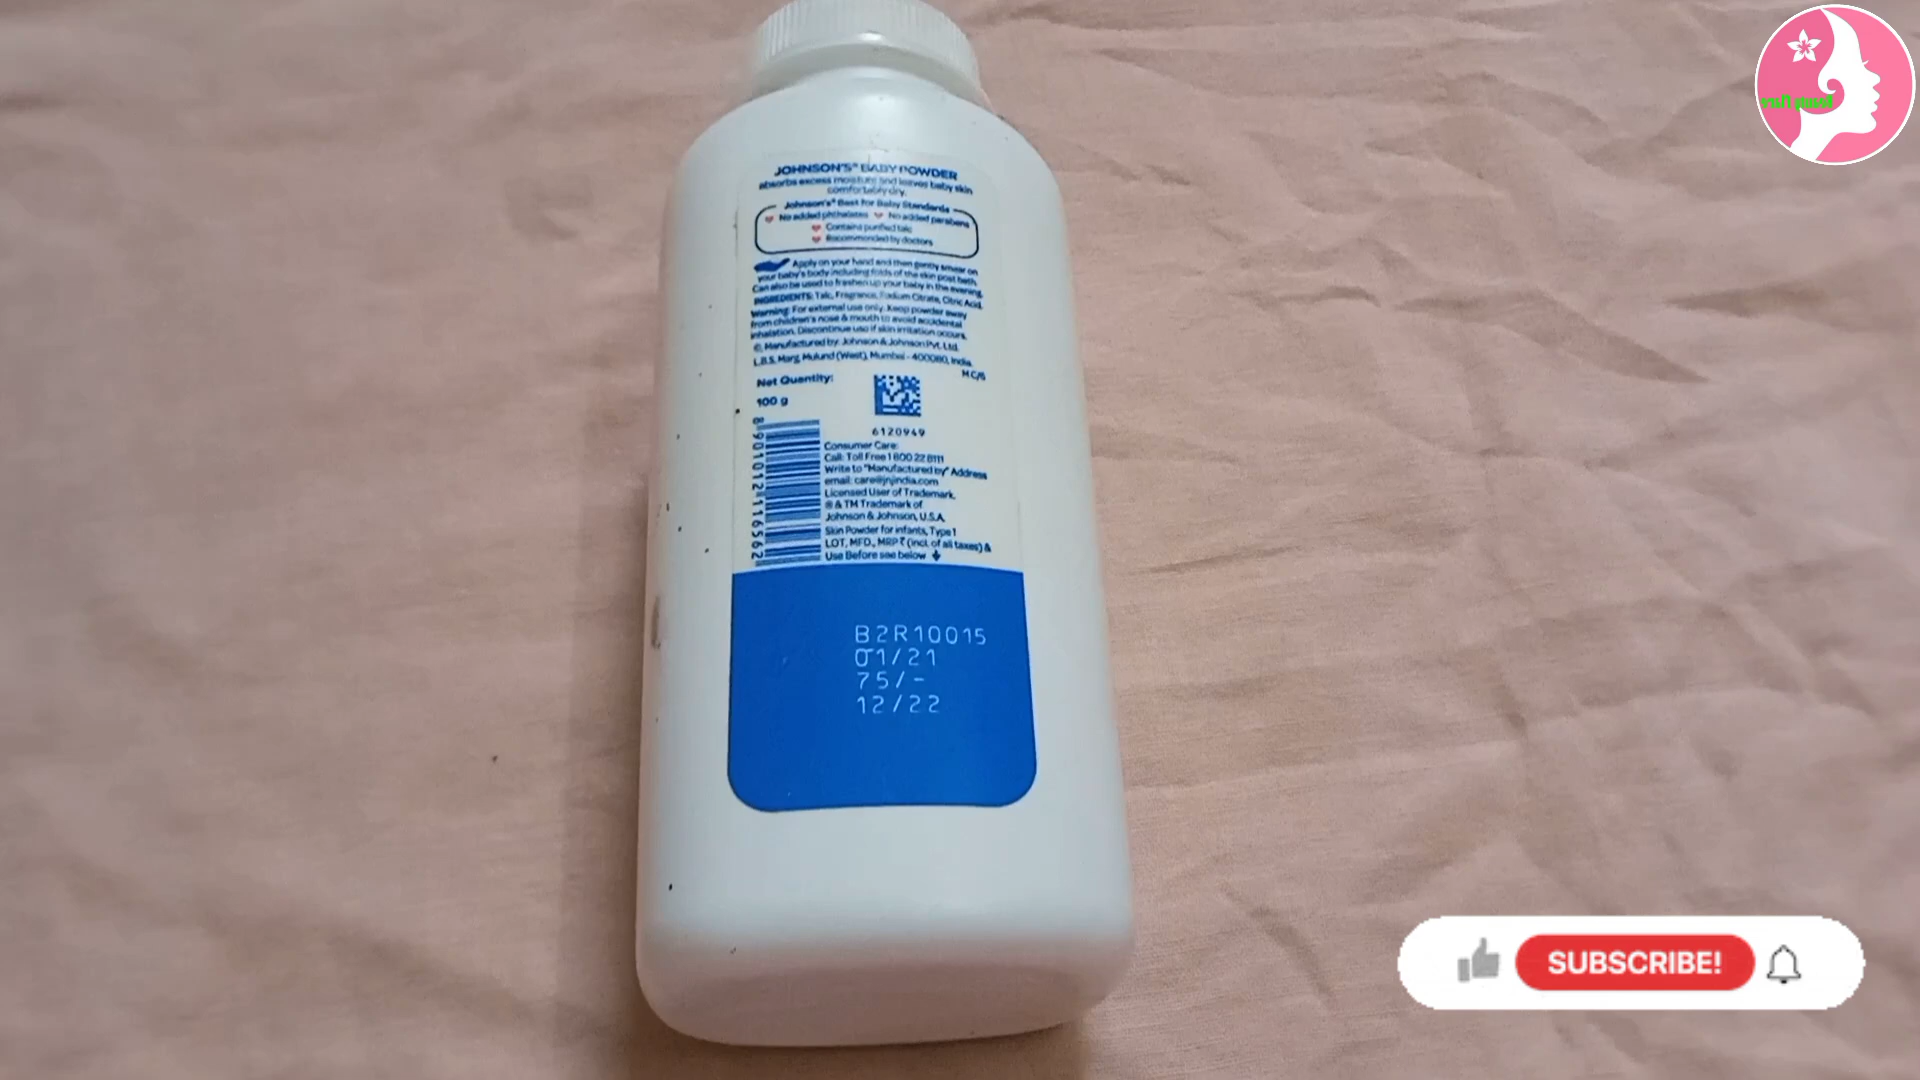 JOHNSON'S® BABY POWDER
absorbs excess moisture and leaves baby skin
comfortably dry.
Johnson's® Best for Baby Standards
No added phthalates No added parabens
Contains purified talc
Recommended by doctors
Apply on your hand and then gently smear on
your baby's body including folds of the skin post bath.
Can also be used to freshen up your baby in the evening.
INGREDIENTS: Talc, Fragrance, Sodium Citrate, Citric Acid.
Warning: For external use only. Keep powder away
from children's nose & mouth to avoid accidental
inhalation. Discontinue use if skin irritation occurs.
Manufactured by: Johnson & Johnson Pvt. Ltd.
L.B.S. Marg, Mulund (West), Mumbai - 400080, India.
M C/S
Net Quantity:
100 g
6120949
8 901012 116562
Consumer Care:
Call: Toll Free 1 800 22 8111
Write to "Manufactured by" Address
email: care@jnjindia.com
Licensed User of Trademark.
® & TM Trademark of
Johnson & Johnson, U.S.A.
Skin Powder for infants, Type 1
LOT, MFD., MRP ₹ (incl. of all taxes) &
Use Before see below
B2R10015
01/21
75/-
12/22
SUBSCRIBE!